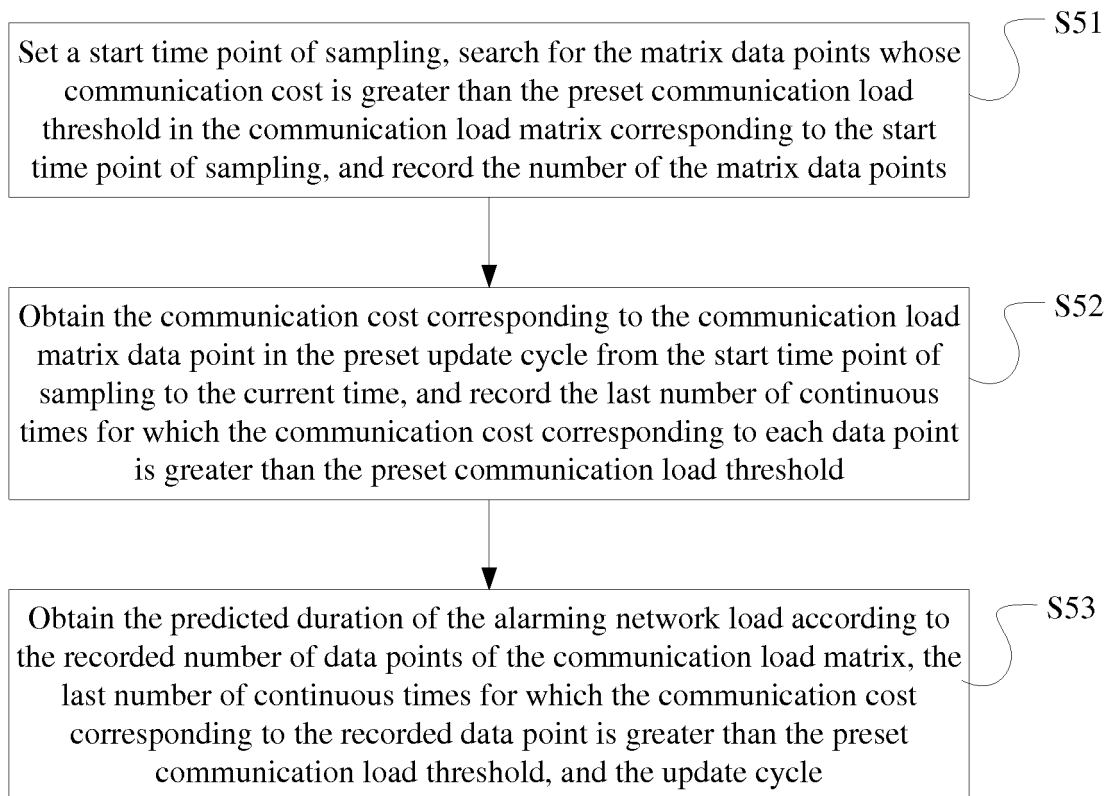 S51
Set a start time point of sampling, search for the matrix data points whose
communication cost is greater than the preset communication load
threshold in the communication load matrix corresponding to the start
time point of sampling, and record the number of the matrix data points
S52
Obtain the communication cost corresponding to the communication load
matrix data point in the preset update cycle from the start time point of
sampling to the current time, and record the last number of continuous
times for which the communication cost corresponding to each data point
is greater than the preset communication load threshold
S53
Obtain the predicted duration of the alarming network load according to
the recorded number of data points of the communication load matrix, the
last number of continuous times for which the communication cost
corresponding to the recorded data point is greater than the preset
communication load threshold, and the update cycle